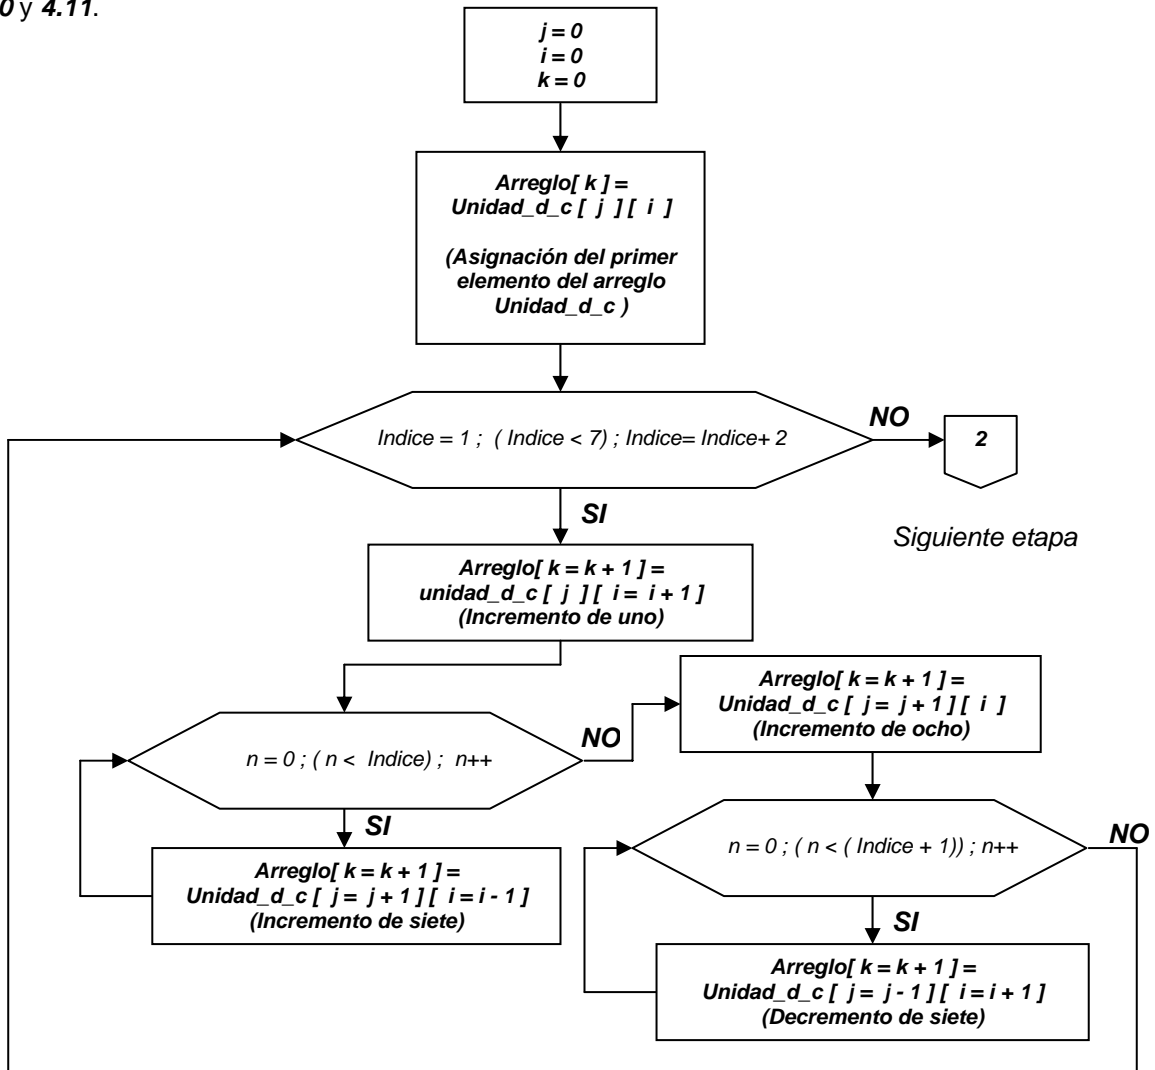 0 y 4.11.
j = 0
i = 0
k = 0
Arreglo[ k ] =
Unidad_d_c [ j ] [ i ]
(Asignación del primer
elemento del arreglo
Unidad_d_c )
Indice = 1 ; ( Indice < 7) ; Indice= Indice+ 2
NO
2
SI
Siguiente etapa
Arreglo[ k = k + 1 ] =
unidad_d_c [ j ] [ i = i + 1 ]
(Incremento de uno)
Arreglo[ k = k + 1 ] =
Unidad_d_c [ j = j + 1 ] [ i ]
(Incremento de ocho)
n = 0 ; ( n < Indice) ; n++
NO
SI
n = 0 ; ( n < ( Indice + 1)) ; n++
NO
Arreglo[ k = k + 1 ] =
Unidad_d_c [ j = j + 1 ] [ i = i - 1 ]
(Incremento de siete)
SI
Arreglo[ k = k + 1 ] =
Unidad_d_c [ j = j - 1 ] [ i = i + 1 ]
(Decremento de siete)